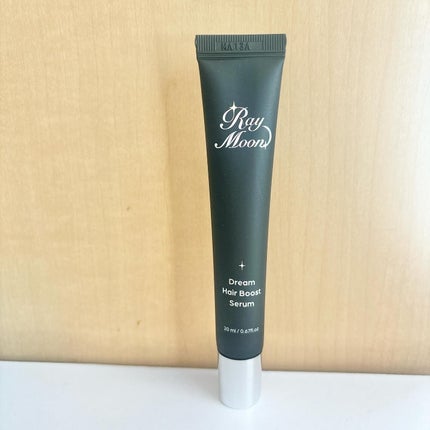 Ray
Moon
Dream
Hair Boost
Serum
20 ml / 0.67fl.oz